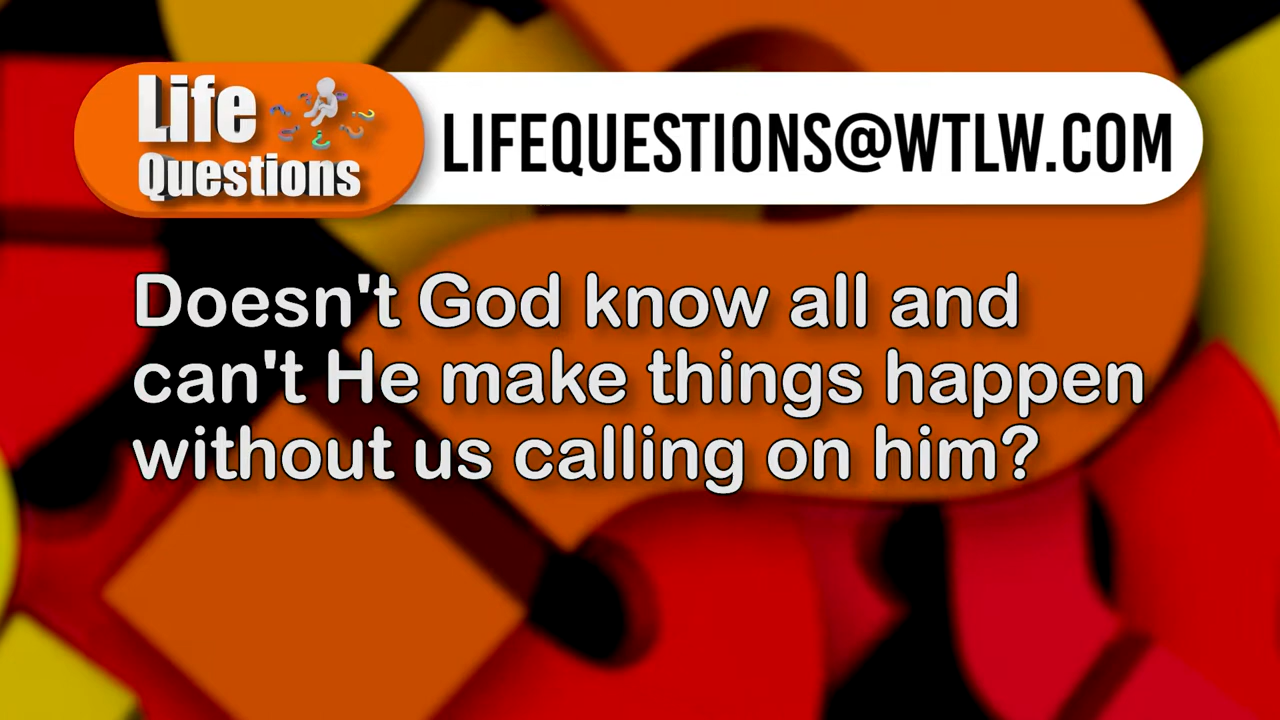 Life
Questions
LIFEQUESTIONS@WTLW.COM
Doesn't God know all and
can't He make things happen
without us calling on him?